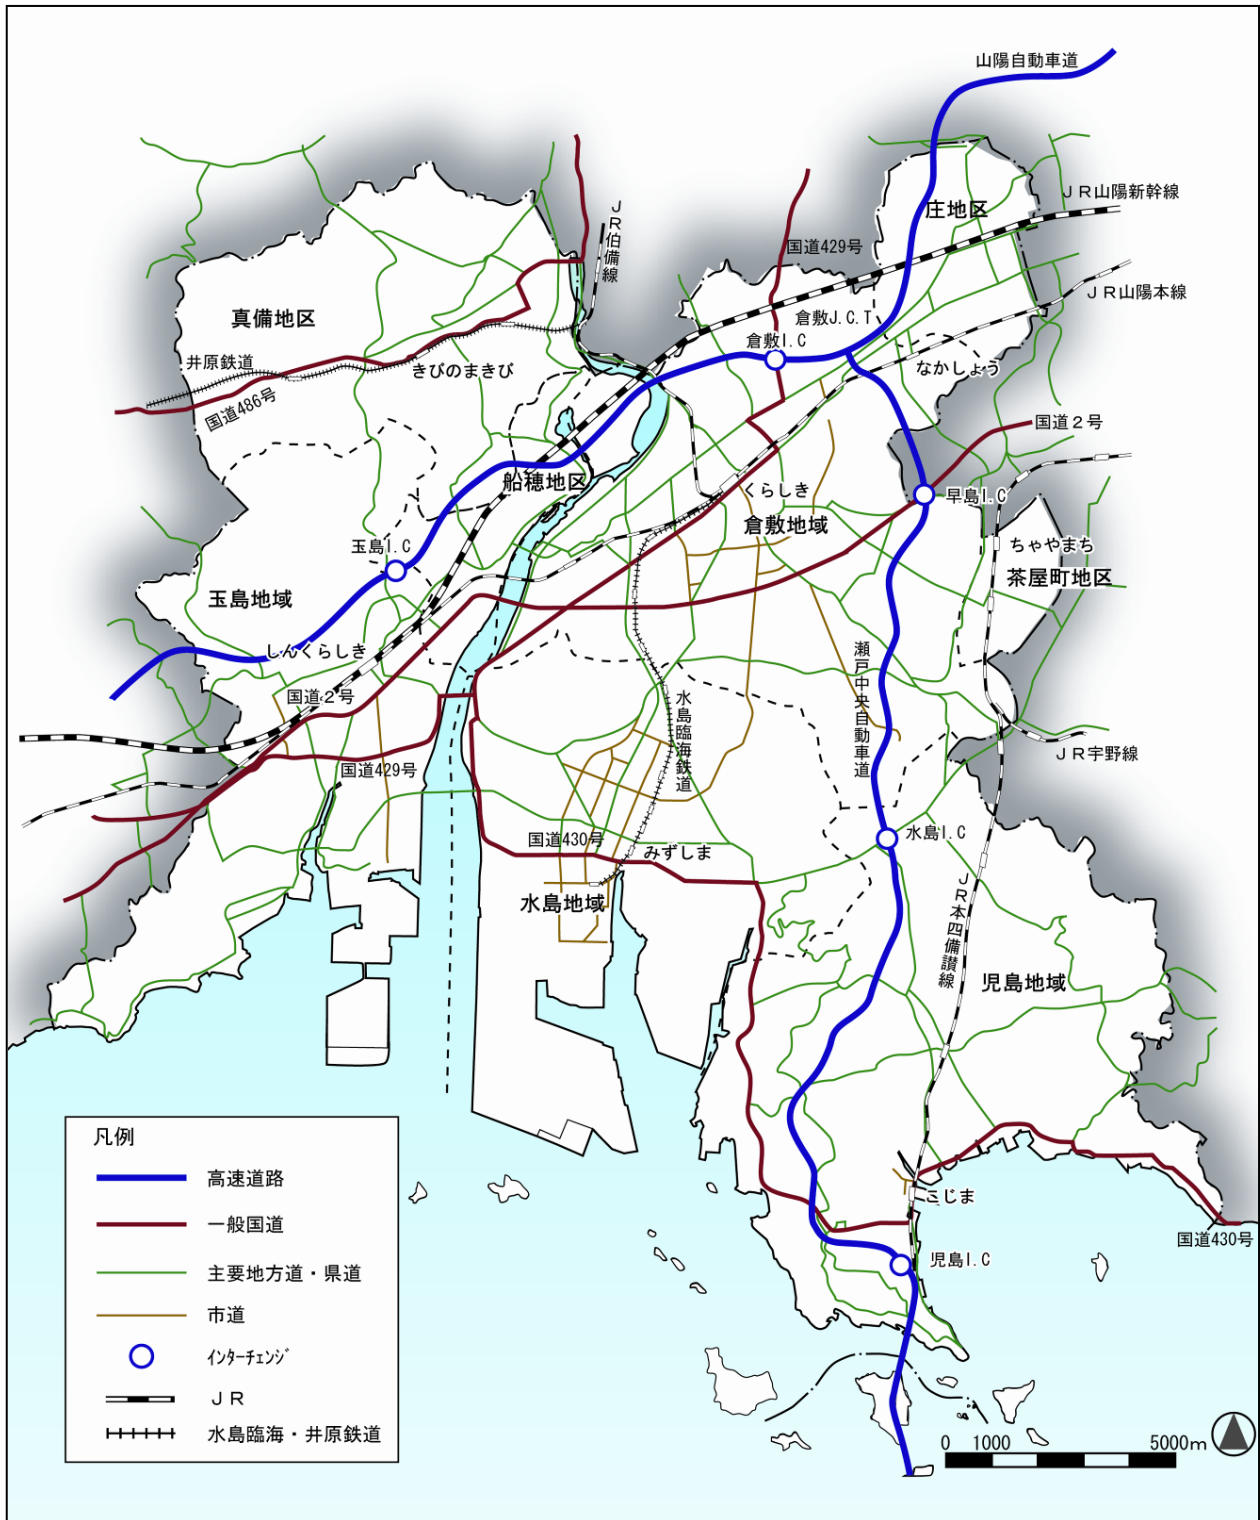 山陽自動車道
ＪＲ山陽新幹線
庄地区
ＪＲ伯備線
国道429号
ＪＲ山陽本線
真備地区
倉敷J.C.T
倉敷I.C
井原鉄道
きびのまきび
なかしょう
国道486号
国道２号
船穂地区
くらしき
早島I.C
倉敷地域
玉島I.C
ちゃやまち
茶屋町地区
玉島地域
しんくらしき
瀬戸中央自動車道
国道２号
水島臨海鉄道
ＪＲ宇野線
国道429号
国道430号
みずしま
水島I.C
水島地域
ＪＲ本四備讃線
児島地域
凡例
高速道路
一般国道
主要地方道・県道
市道
ｲﾝﾀｰﾁｪﾝｼﾞ
ＪＲ
水島臨海・井原鉄道
こじま
国道430号
児島I.C
0 1000 5000m